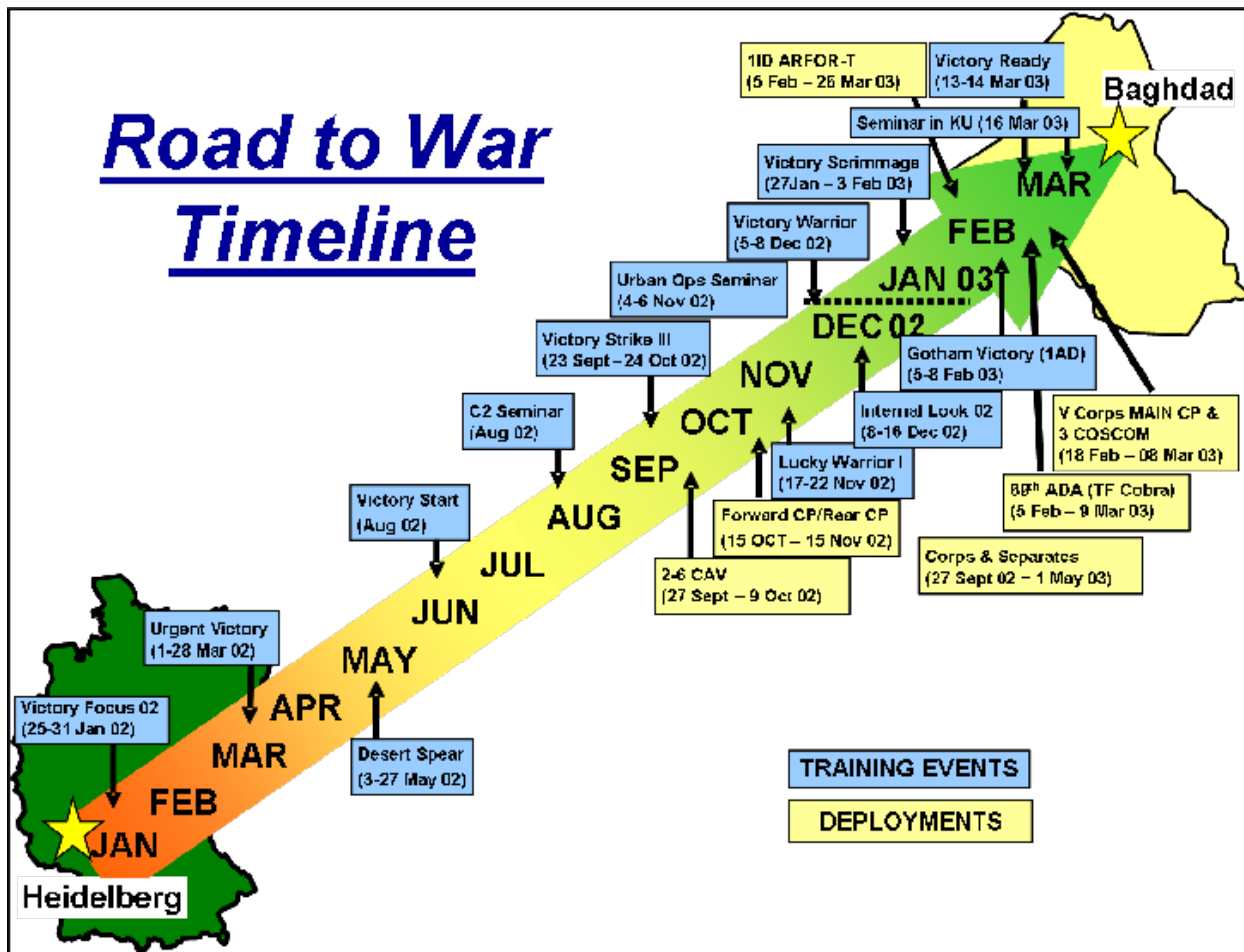 Road to War
Timeline
1ID ARFOR-T
(5 Feb – 26 Mar 03)
Victory Ready
(13-14 Mar 03)
Baghdad
Seminar in KU (16 Mar 03)
Victory Scrimmage
(27Jan – 3 Feb 03)
MAR
Victory Warrior
(5-8 Dec 02)
FEB
Urban Ops Seminar
(4-6 Nov 02)
JAN 03
DEC 02
Victory Strike III
(23 Sept – 24 Oct 02)
Gotham Victory (1AD)
(5-8 Feb 03)
NOV
C2 Seminar
(Aug 02)
OCT
Internal Look 02
(8-16 Dec 02)
V Corps MAIN CP &
3 COSCOM
(18 Feb – 08 Mar 03)
SEP
Lucky Warrior I
(17-22 Nov 02)
Victory Start
(Aug 02)
AUG
Forward CP/Rear CP
(15 OCT – 15 Nov 02)
ADA (TF Cobra)
(5 Feb – 9 Mar 03)
JUL
2-6 CAV
(27 Sept – 9 Oct 02)
Corps & Separates
(27 Sept 02 – 1 May 03)
JUN
Urgent Victory
(1-28 Mar 02)
MAY
Victory Focus 02
(25-31 Jan 02)
APR
MAR
Desert Spear
(3-27 May 02)
TRAINING EVENTS
FEB
DEPLOYMENTS
JAN
Heidelberg